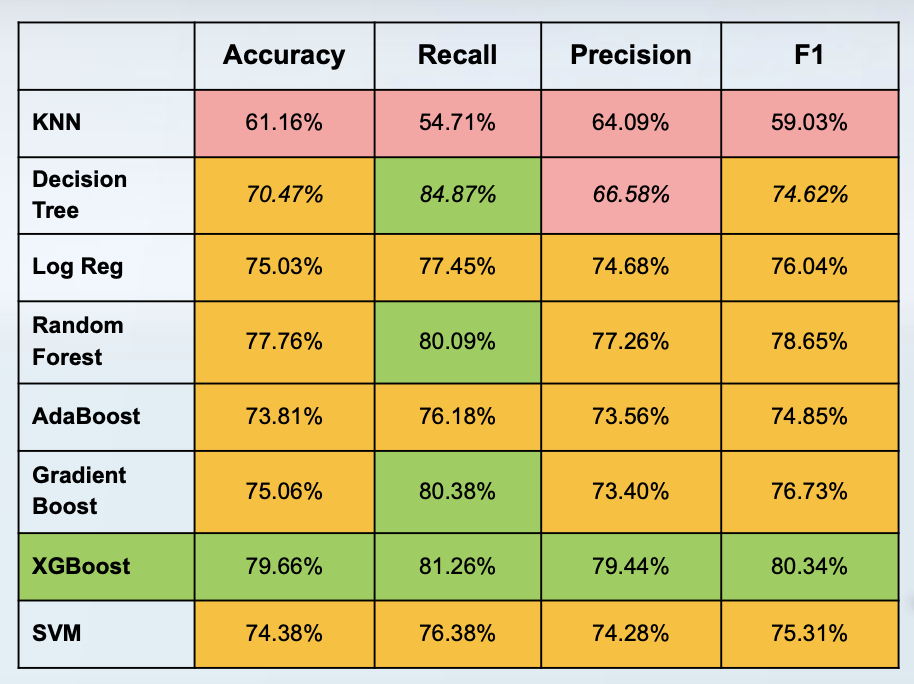 Accuracy Recall Precision F1
KNN 61.16% 54.71% 64.09% 59.03%
Decision
Tree 70.47% 84.87% 66.58% 74.62%
Log Reg 75.03% 77.45% 74.68% 76.04%
Random
Forest 77.76% 80.09% 77.26% 78.65%
AdaBoost 73.81% 76.18% 73.56% 74.85%
Gradient
Boost 75.06% 80.38% 73.40% 76.73%
XGBoost 79.66% 81.26% 79.44% 80.34%
SVM 74.38% 76.38% 74.28% 75.31%